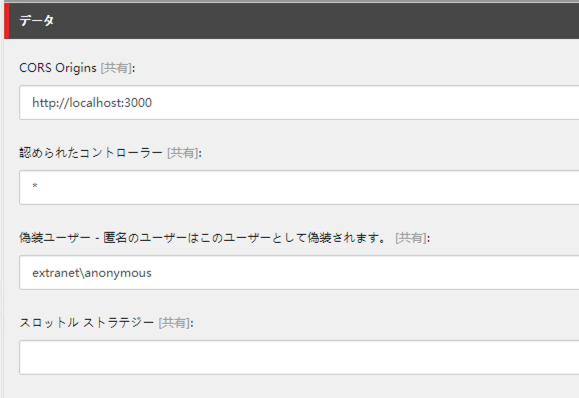 データ
CORS Origins [共有]:
http://localhost:3000
認められたコントローラー [共有]:
*
偽装ユーザー - 匿名のユーザーはこのユーザーとして偽装されます。 [共有]:
extranet\anonymous
スロットル ストラテジー [共有]: